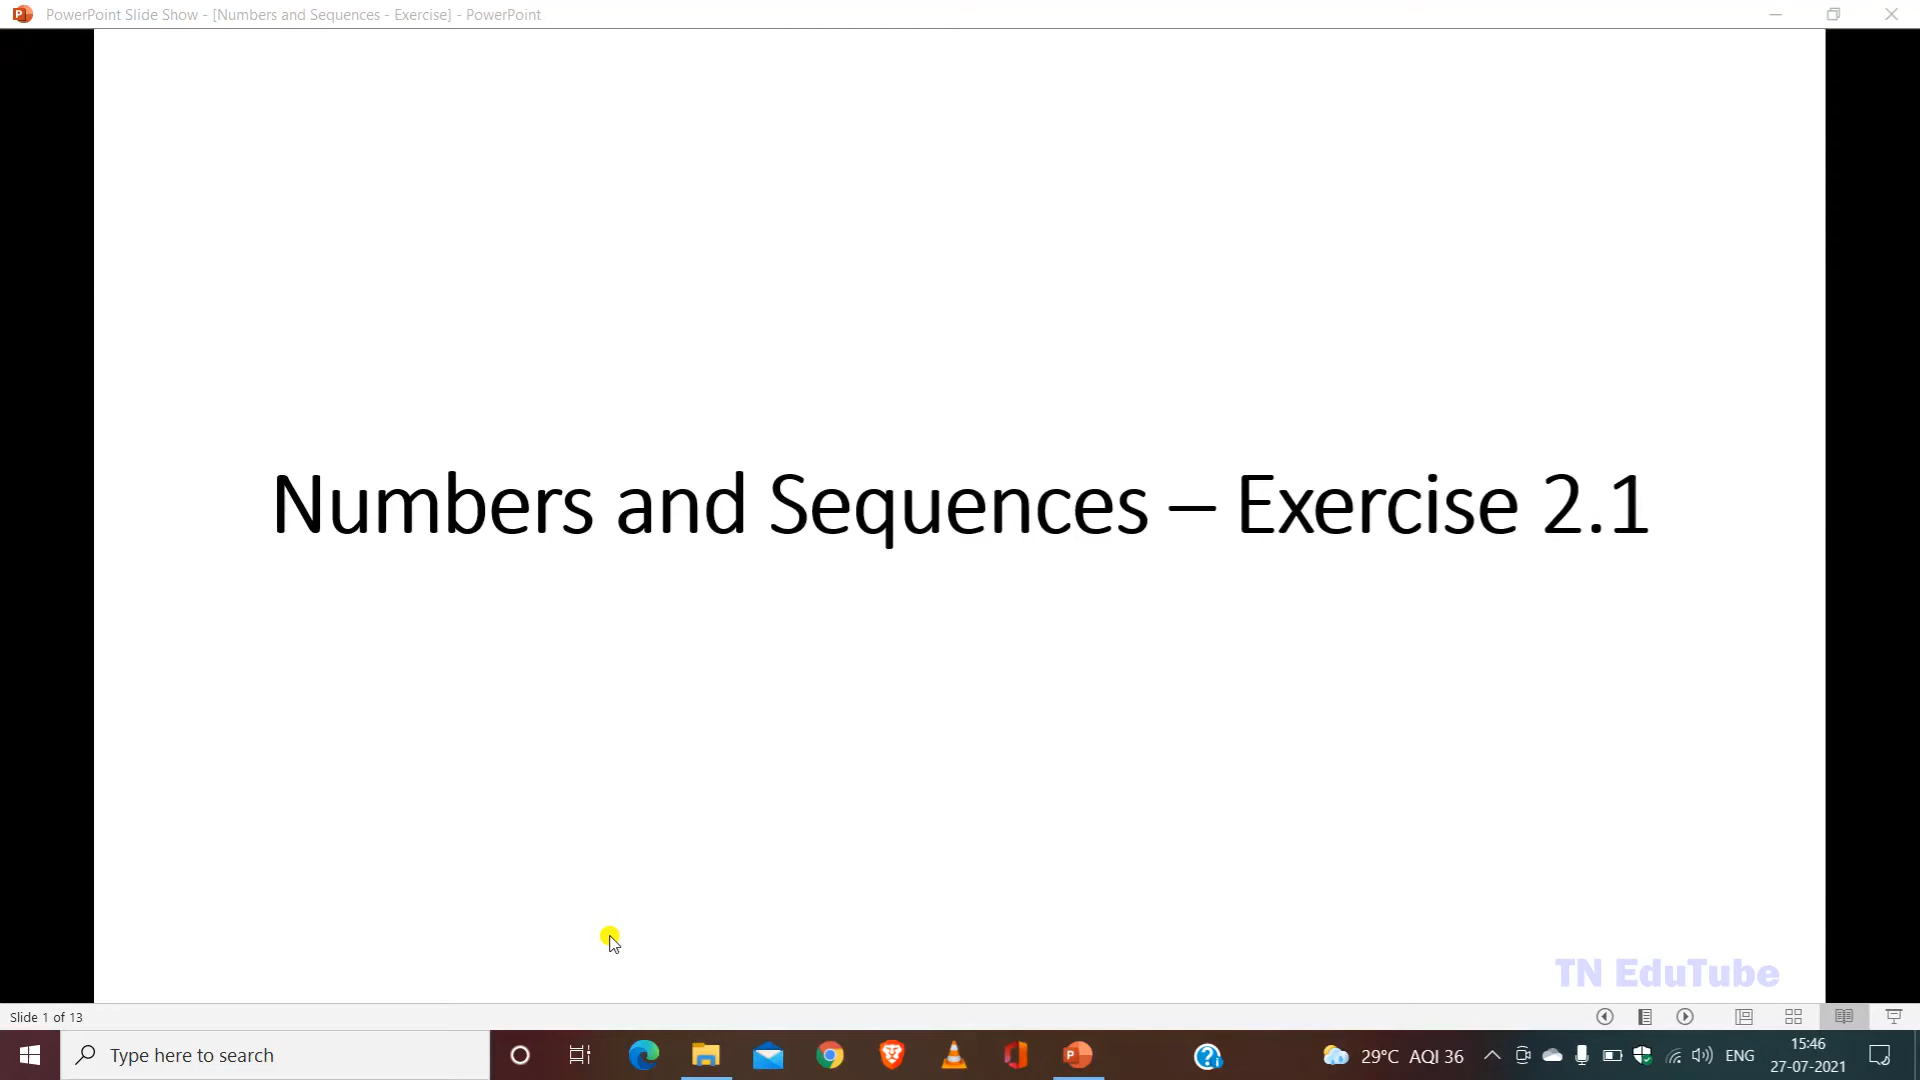 PowerPoint Slide Show - [Numbers and Sequences - Exercise] - PowerPoint
Numbers and Sequences – Exercise 2.1
TN EduTube
Slide 1 of 13
Type here to search
29°C AQI 36
ENG
15:46
27-07-2021